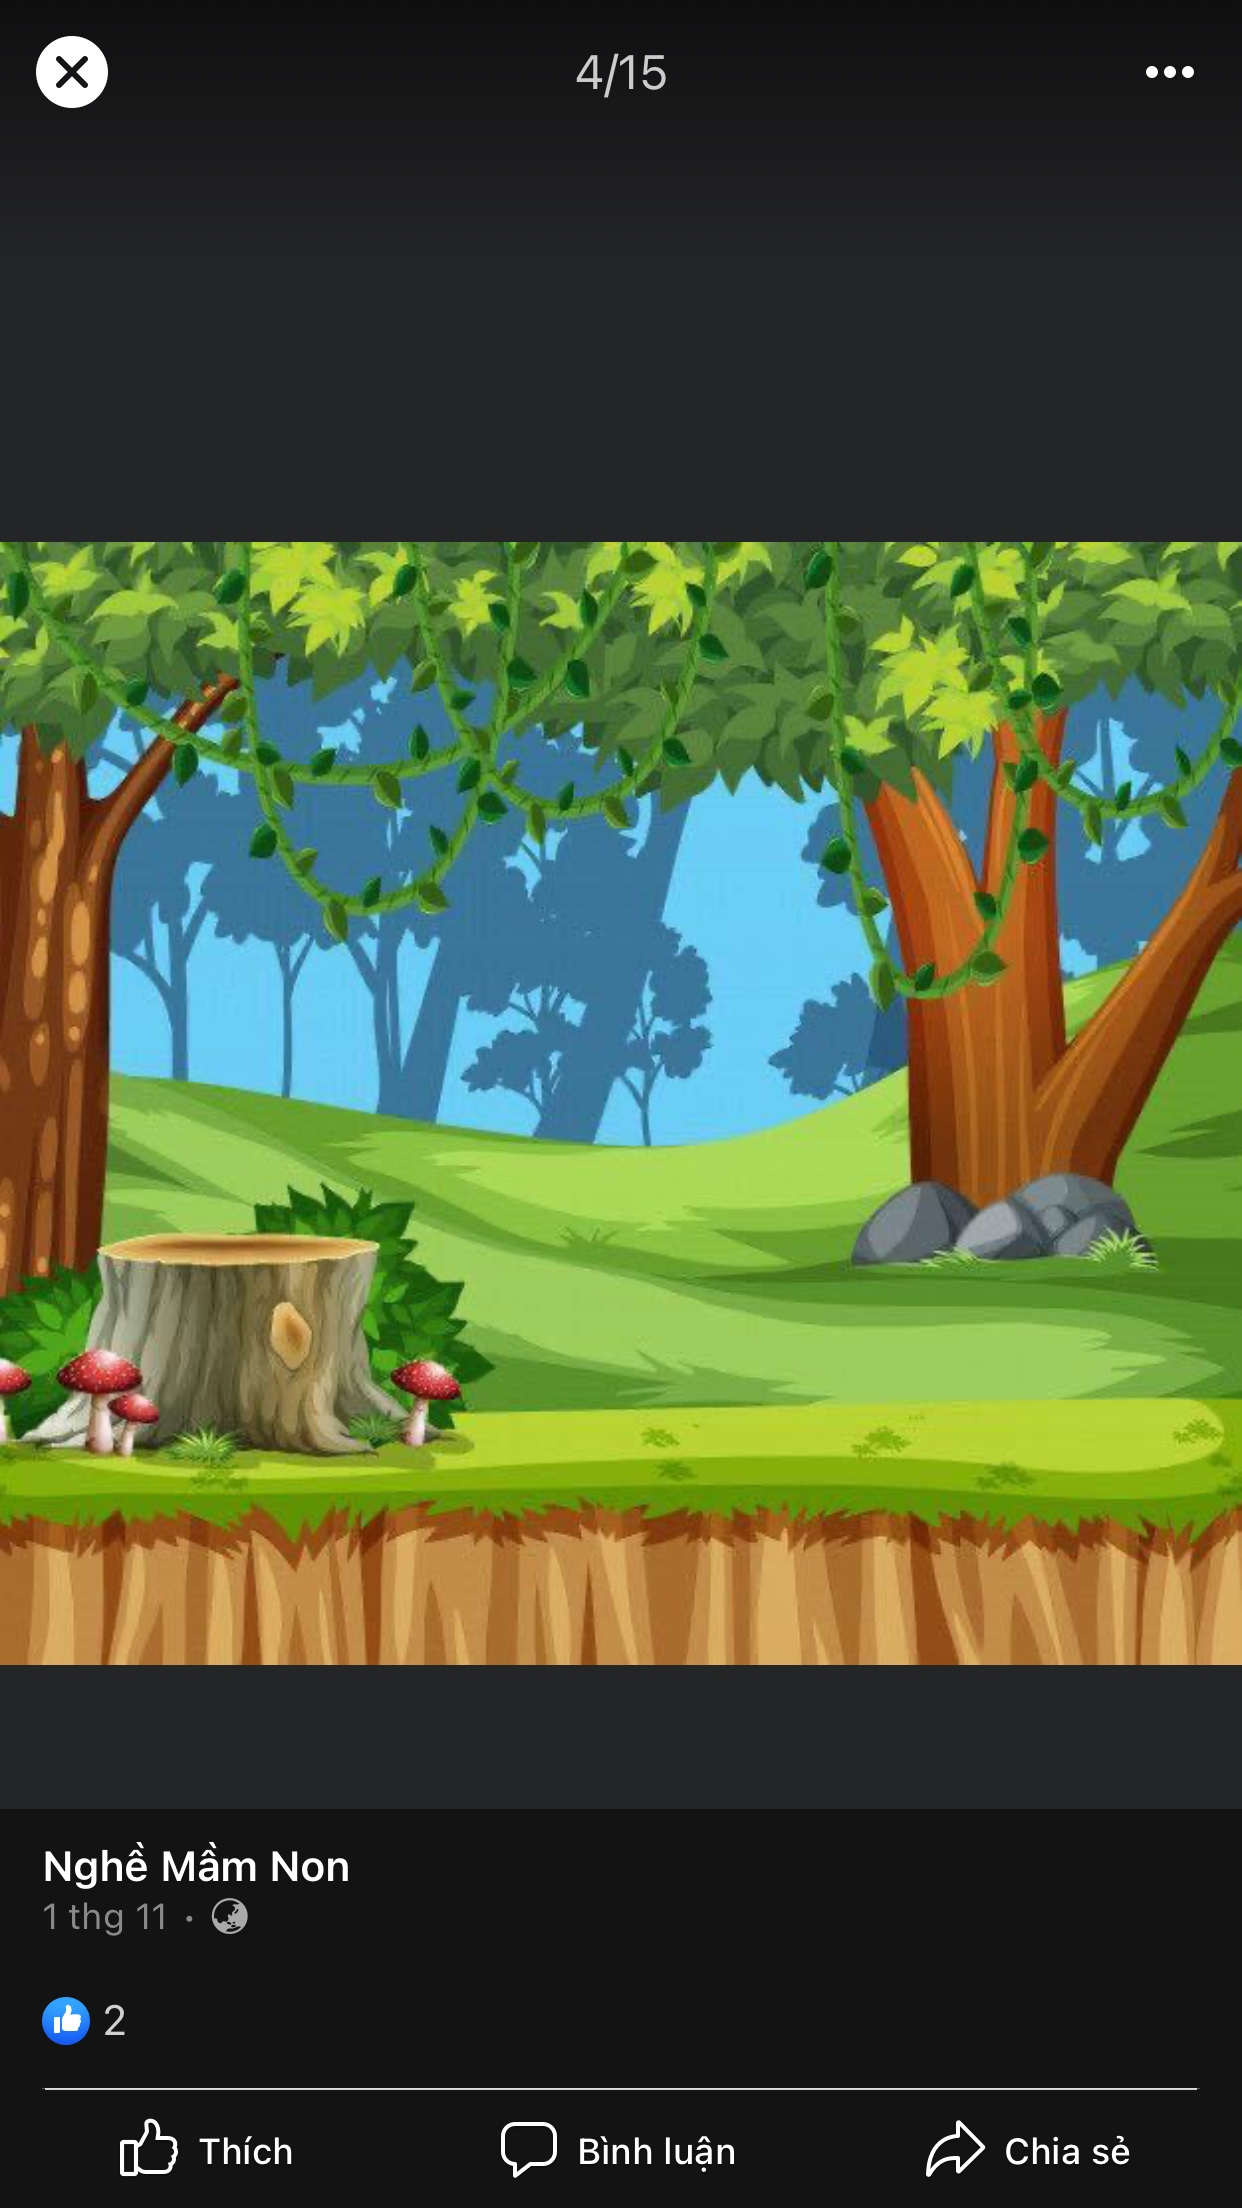 4/15
Nghề Mầm Non
1 thg 11 ·
2
Thích
Bình luận
Chia sẻ